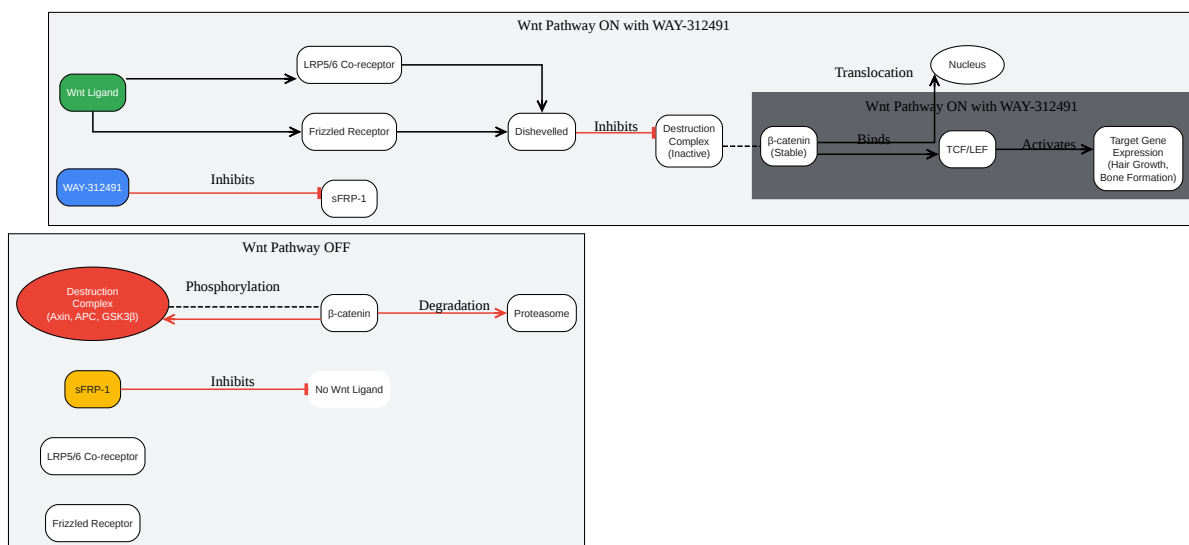 Wnt Pathway ON with WAY-312491
LRP5/6 Co-receptor
Nucleus
Translocation
Wnt Ligand
Wnt Pathway ON with WAY-312491
Frizzled Receptor
Dishevelled
Inhibits
Destruction
Complex
(Inactive)
β-catenin
(Stable)
Binds
TCF/LEF
Activates
Target Gene
Expression
(Hair Growth,
Bone Formation)
WAY-312491
Inhibits
sFRP-1
Wnt Pathway OFF
Destruction
Complex
(Axin, APC, GSK3β)
Phosphorylation
β-catenin
Degradation
Proteasome
sFRP-1
Inhibits
No Wnt Ligand
LRP5/6 Co-receptor
Frizzled Receptor